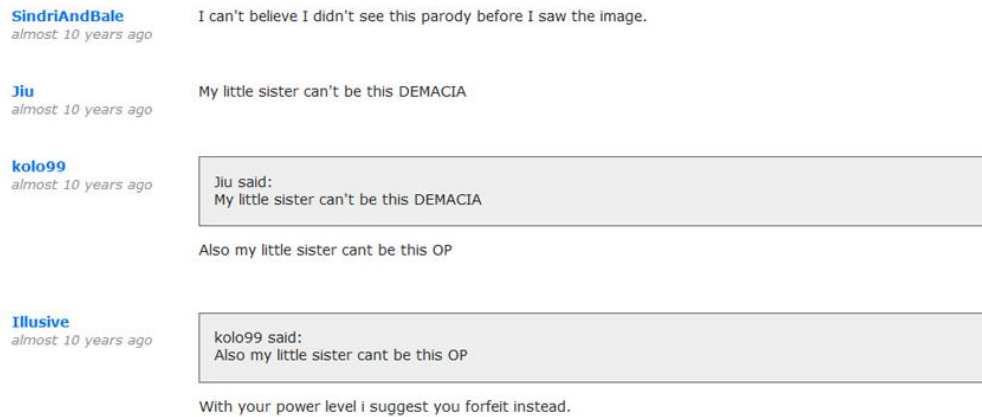 SindriAndBale
almost 10 years ago
I can't believe I didn't see this parody before I saw the image.
Jiu
almost 10 years ago
My little sister can't be this DEMACIA
kolo99
almost 10 years ago
Jiu said:
My little sister can't be this DEMACIA
Also my little sister cant be this OP
Illusive
almost 10 years ago
kolo99 said:
Also my little sister cant be this OP
With your power level i suggest you forfeit instead.